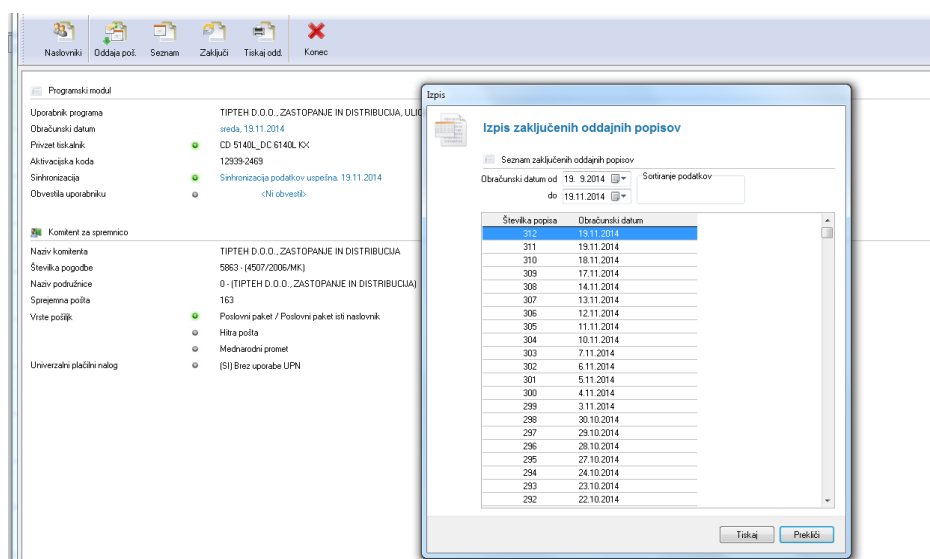 Naslovniki Oddaja poš. Seznam Zaključi Tiskaj odd. Konec
Programski modul
Uporabnik programa TIPTEH D.O.O., ZASTOPANJE IN DISTRIBUCIJA, ULIC
Obračunski datum sreda, 19.11.2014
Privzet tiskalnik CD 5140L_DC 6140L KX
Aktivacijska koda 12939-2469
Sinhronizacija Sinhronizacija podatkov uspešna. 19.11.2014
Obvestila uporabniku <Ni obvestil>
Komitent za spremnico
Naziv komitenta TIPTEH D.O.O., ZASTOPANJE IN DISTRIBUCIJA
Številka pogodbe 5863 - (4507/2006/MK)
Naziv podružnice 0 - (TIPTEH D.O.O., ZASTOPANJE IN DISTRIBUCIJA)
Sprejemna pošta 163
Vrste pošiljk Poslovni paket / Poslovni paket isti naslovnik
Hitra pošta
Mednarodni promet
Univerzalni plačilni nalog (SI) Brez uporabe UPN
Izpis
Izpis zaključenih oddajnih popisov
Seznam zaključenih oddajnih popisov
Obračunski datum od 19. 9.2014 Sortiranje podatkov
do 19.11.2014
Številka popisa Obračunski datum
312 19.11.2014
311 19.11.2014
310 18.11.2014
309 17.11.2014
308 14.11.2014
307 13.11.2014
306 12.11.2014
305 11.11.2014
304 10.11.2014
303 7.11.2014
302 6.11.2014
301 5.11.2014
300 4.11.2014
299 3.11.2014
298 30.10.2014
297 29.10.2014
296 28.10.2014
295 27.10.2014
294 24.10.2014
293 23.10.2014
292 22.10.2014
Tiskaj Prekliči